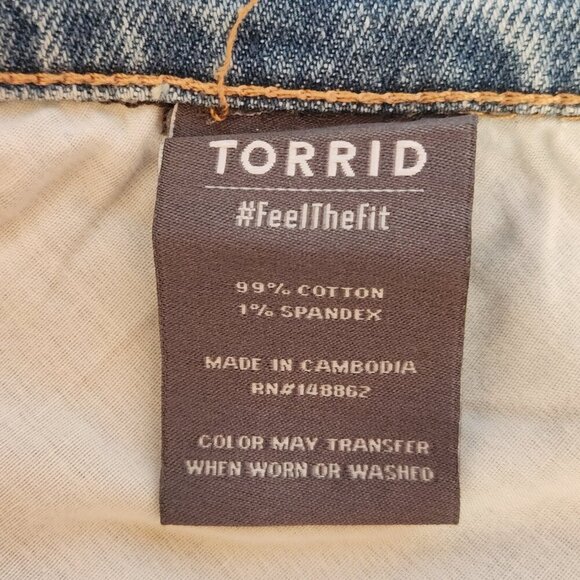 TORRID
#FeelTheFit
99% COTTON
1% SPANDEX
MADE IN CAMBODIA
RN#148862
COLOR MAY TRANSFER
WHEN WORN OR WASHED